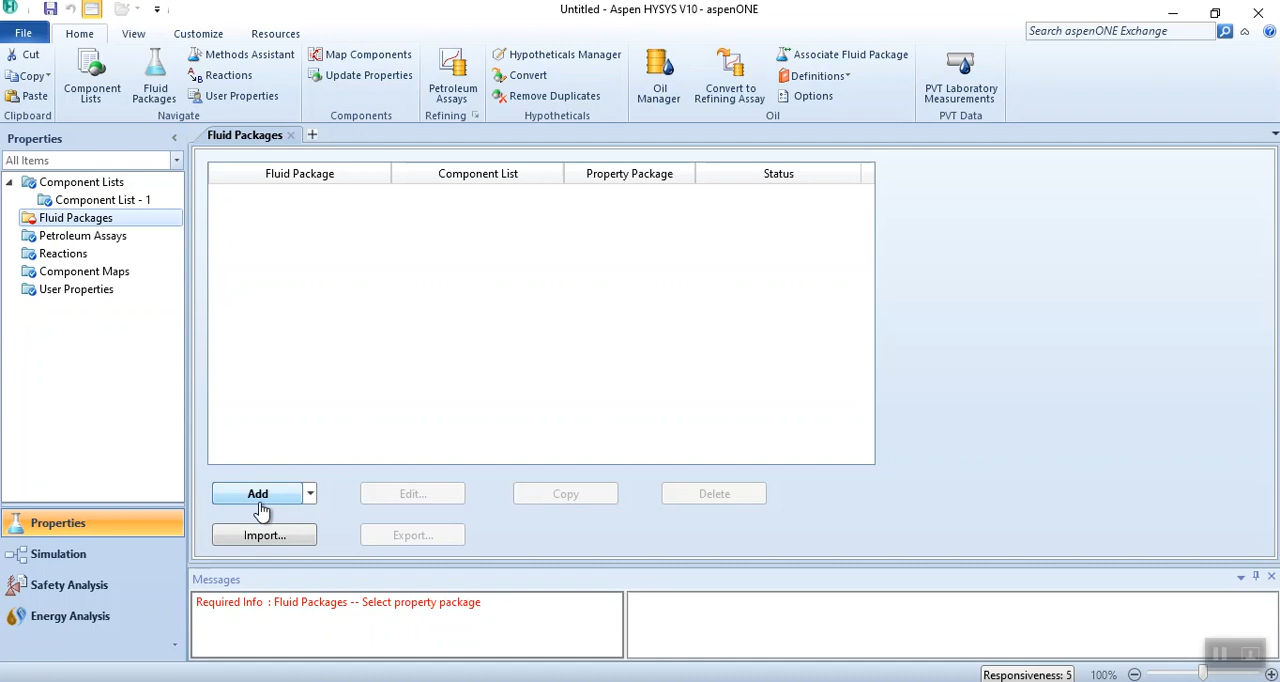 Untitled - Aspen HYSYS V10 - aspenONE
File
Home
View
Customize
Resources
Search aspenONE Exchange
Cut
Copy
Paste
Clipboard
Component
Lists
Fluid
Packages
Methods Assistant
Reactions
User Properties
Navigate
Map Components
Update Properties
Components
Petroleum
Assays
Refining
Hypotheticals Manager
Convert
Remove Duplicates
Hypotheticals
Oil
Manager
Convert to
Refining Assay
Associate Fluid Package
Definitions
Options
Oil
PVT Laboratory
Measurements
PVT Data
Properties
All Items
Component Lists
Component List - 1
Fluid Packages
Petroleum Assays
Reactions
Component Maps
User Properties
Properties
Simulation
Safety Analysis
Energy Analysis
Fluid Packages
Fluid Package
Component List
Property Package
Status
Add
Edit...
Copy
Delete
Import...
Export...
Messages
Required Info : Fluid Packages -- Select property package
Responsiveness: 5
100%